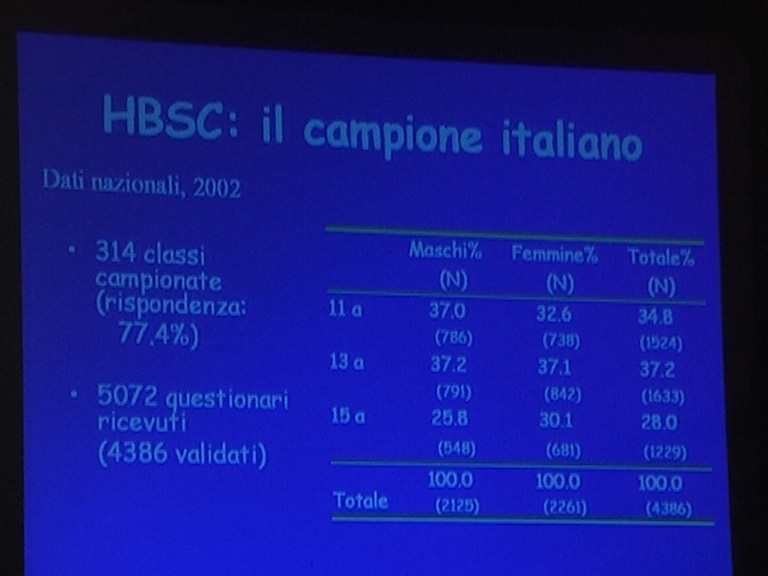 HBSC: il campione italiano
Dati nazionali, 2002
• 314 classi
campionate
(rispondenza:
77.4%)
• 5072 questionari
ricevuti
(4386 validati)
Maschi% Femmine% Totale%
(N) (N) (N)
11 a 37.0 32.6 34.8
(786) (738) (1524)
13 a 37.2 37.1 37.2
(791) (842) (1633)
15 a 25.8 30.1 28.0
(548) (681) (1229)
100.0 100.0 100.0
Totale (2125) (2261) (4386)